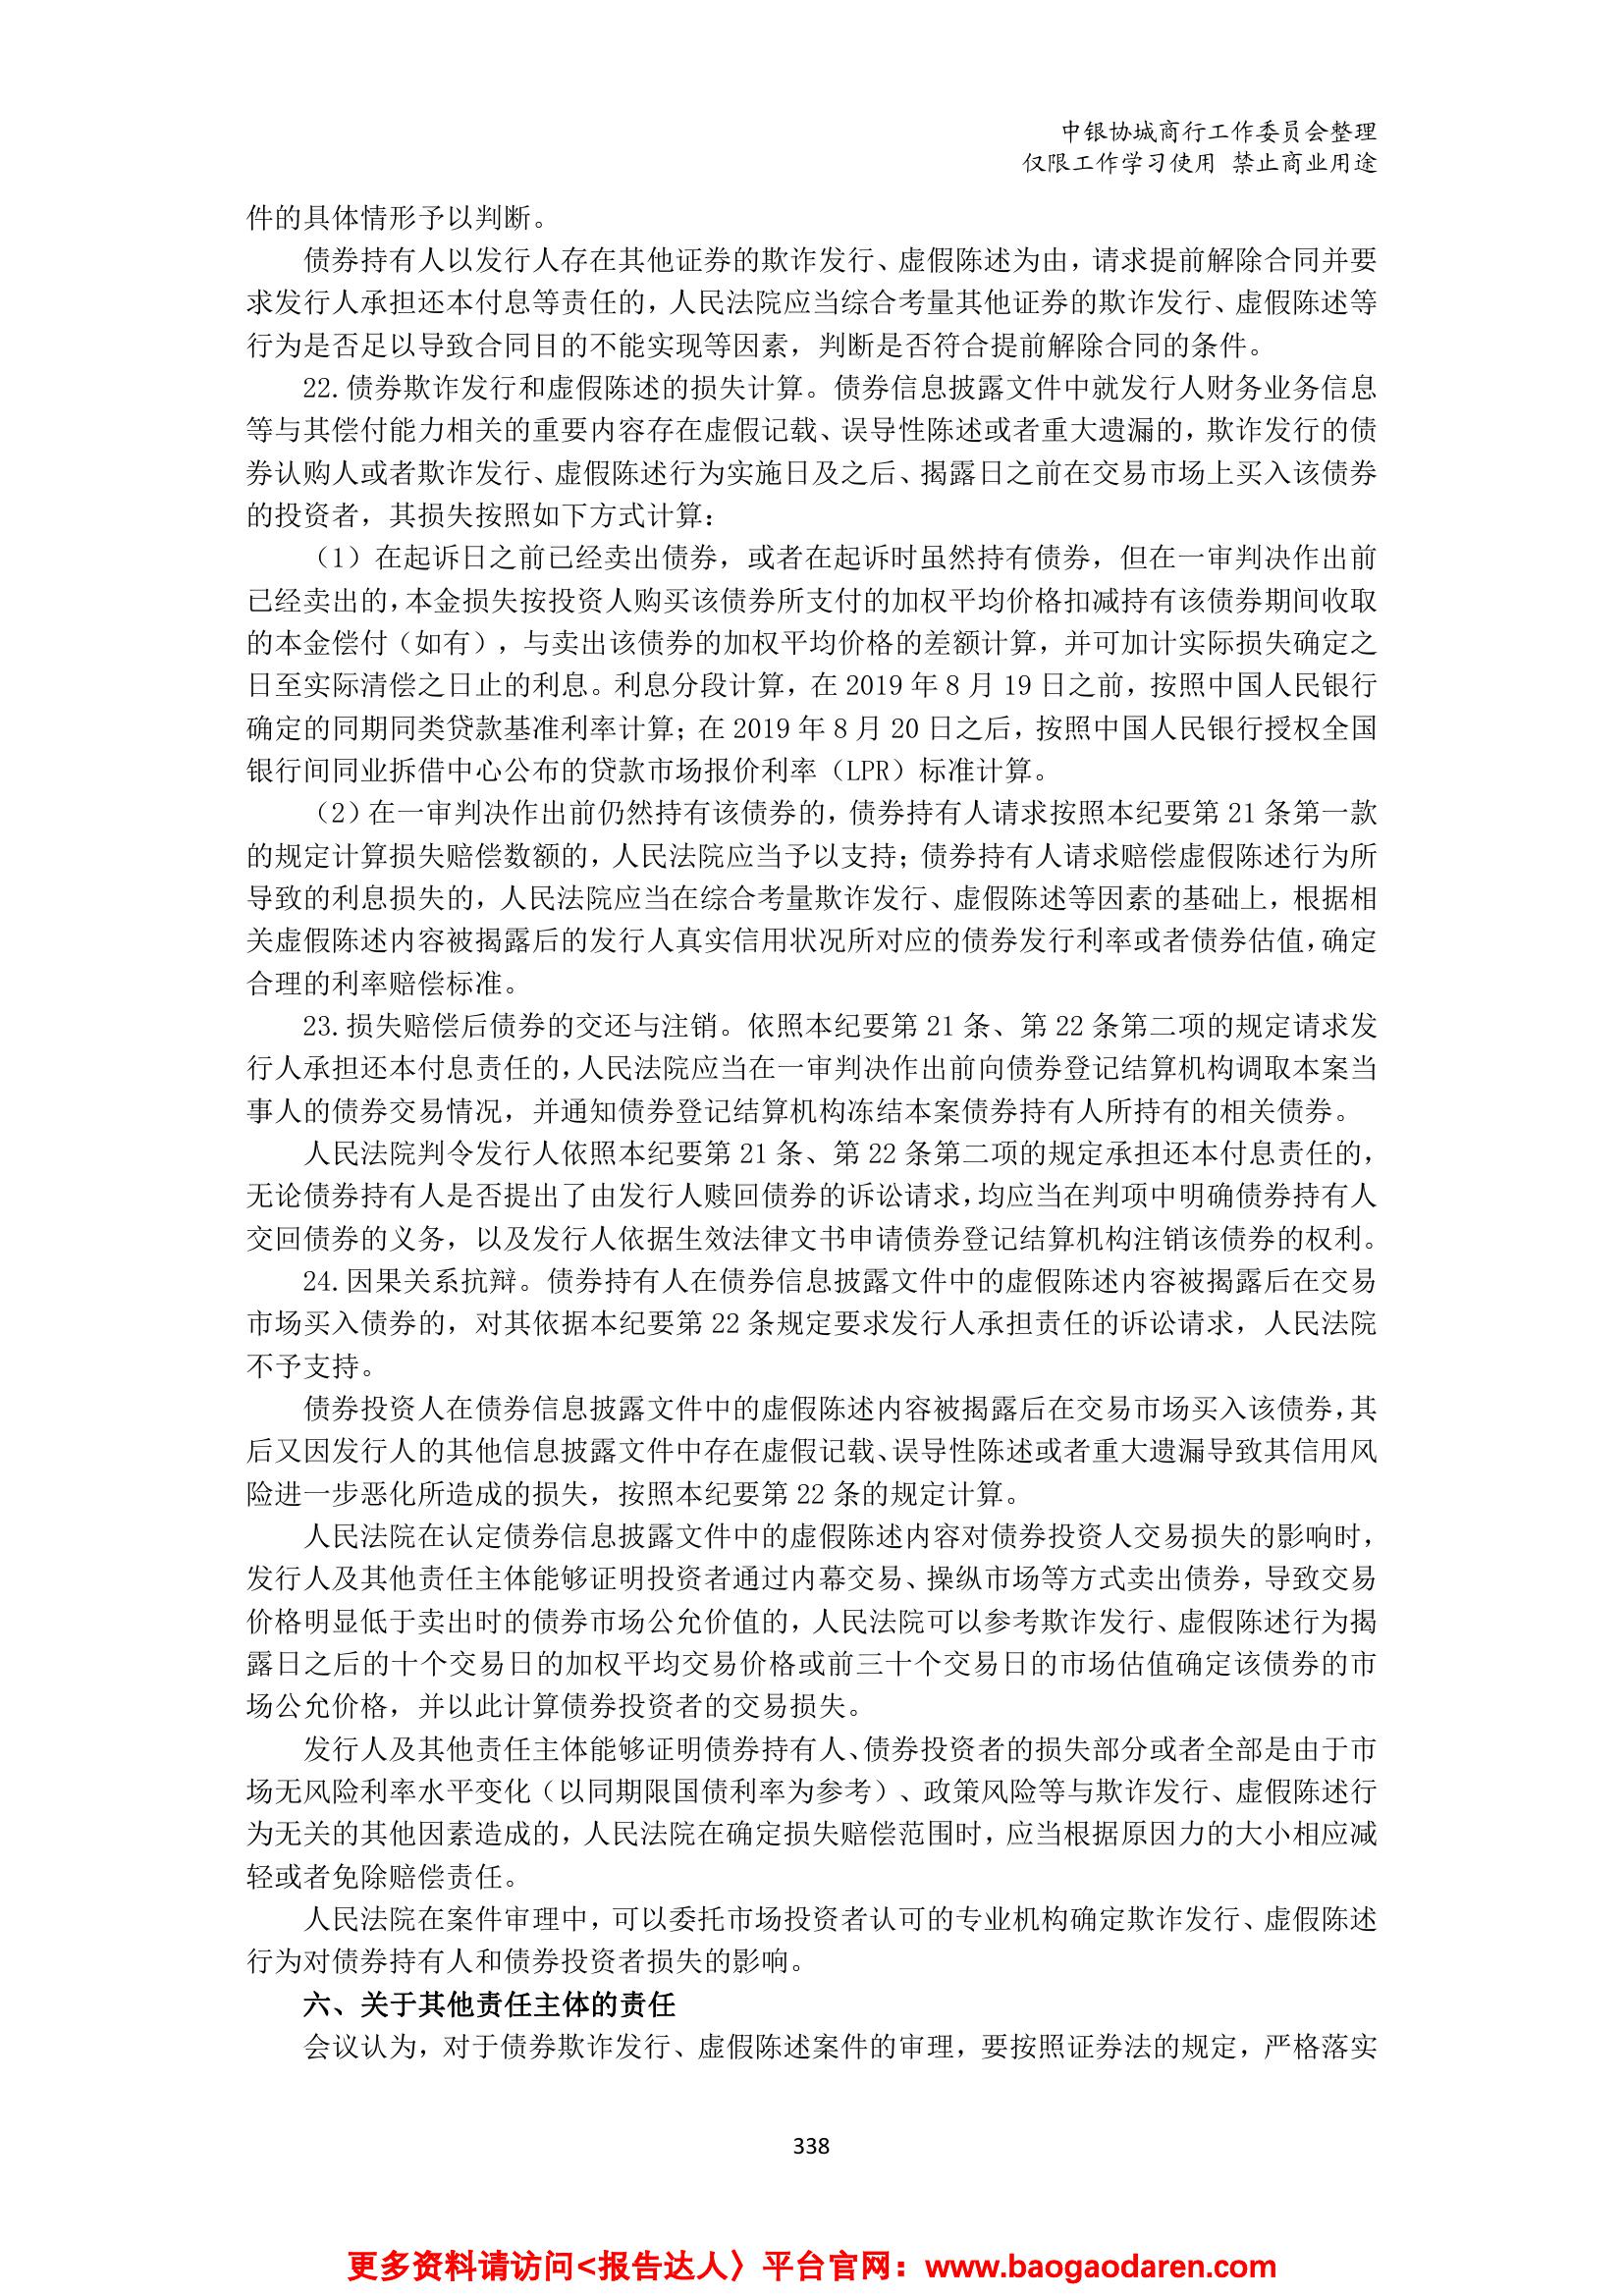 中银协城商行工作委员会整理
仅限工作学习使用 禁止商业用途
件的具体情形予以判断。
债券持有人以发行人存在其他证券的欺诈发行、虚假陈述为由，请求提前解除合同并要
求发行人承担还本付息等责任的，人民法院应当综合考量其他证券的欺诈发行、虚假陈述等
行为是否足以导致合同目的不能实现等因素，判断是否符合提前解除合同的条件。
22.债券欺诈发行和虚假陈述的损失计算。债券信息披露文件中就发行人财务业务信息
等与其偿付能力相关的重要内容存在虚假记载、误导性陈述或者重大遗漏的，欺诈发行的债
券认购人或者欺诈发行、虚假陈述行为实施日及之后、揭露日之前在交易市场上买入该债券
的投资者，其损失按照如下方式计算：
（1）在起诉日之前已经卖出债券，或者在起诉时虽然持有债券，但在一审判决作出前
已经卖出的，本金损失按投资人购买该债券所支付的加权平均价格扣减持有该债券期间收取
的本金偿付（如有），与卖出该债券的加权平均价格的差额计算，并可加计实际损失确定之
日至实际清偿之日止的利息。利息分段计算，在 2019 年 8 月 19 日之前，按照中国人民银行
确定的同期同类贷款基准利率计算；在 2019 年 8 月 20 日之后，按照中国人民银行授权全国
银行间同业拆借中心公布的贷款市场报价利率（LPR）标准计算。
（2）在一审判决作出前仍然持有该债券的，债券持有人请求按照本纪要第 21 条第一款
的规定计算损失赔偿数额的，人民法院应当予以支持；债券持有人请求赔偿虚假陈述行为所
导致的利息损失的，人民法院应当在综合考量欺诈发行、虚假陈述等因素的基础上，根据相
关虚假陈述内容被揭露后的发行人真实信用状况所对应的债券发行利率或者债券估值，确定
合理的利率赔偿标准。
23.损失赔偿后债券的交还与注销。依照本纪要第 21 条、第 22 条第二项的规定请求发
行人承担还本付息责任的，人民法院应当在一审判决作出前向债券登记结算机构调取本案当
事人的债券交易情况，并通知债券登记结算机构冻结本案债券持有人所持有的相关债券。
人民法院判令发行人依照本纪要第 21 条、第 22 条第二项的规定承担还本付息责任的，
无论债券持有人是否提出了由发行人赎回债券的诉讼请求，均应当在判项中明确债券持有人
交回债券的义务，以及发行人依据生效法律文书申请债券登记结算机构注销该债券的权利。
24.因果关系抗辩。债券持有人在债券信息披露文件中的虚假陈述内容被揭露后在交易
市场买入债券的，对其依据本纪要第 22 条规定要求发行人承担责任的诉讼请求，人民法院
不予支持。
债券投资人在债券信息披露文件中的虚假陈述内容被揭露后在交易市场买入该债券，其
后又因发行人的其他信息披露文件中存在虚假记载、误导性陈述或者重大遗漏导致其信用风
险进一步恶化所造成的损失，按照本纪要第 22 条的规定计算。
人民法院在认定债券信息披露文件中的虚假陈述内容对债券投资人交易损失的影响时，
发行人及其他责任主体能够证明投资者通过内幕交易、操纵市场等方式卖出债券，导致交易
价格明显低于卖出时的债券市场公允价值的，人民法院可以参考欺诈发行、虚假陈述行为揭
露日之后的十个交易日的加权平均交易价格或前三十个交易日的市场估值确定该债券的市
场公允价格，并以此计算债券投资者的交易损失。
发行人及其他责任主体能够证明债券持有人、债券投资者的损失部分或者全部是由于市
场无风险利率水平变化（以同期限国债利率为参考）、政策风险等与欺诈发行、虚假陈述行
为无关的其他因素造成的，人民法院在确定损失赔偿范围时，应当根据原因力的大小相应减
轻或者免除赔偿责任。
人民法院在案件审理中，可以委托市场投资者认可的专业机构确定欺诈发行、虚假陈述
行为对债券持有人和债券投资者损失的影响。
六、关于其他责任主体的责任
会议认为，对于债券欺诈发行、虚假陈述案件的审理，要按照证券法的规定，严格落实
338
更多资料请访问<报告达人〉平台官网：www.baogaodaren.com